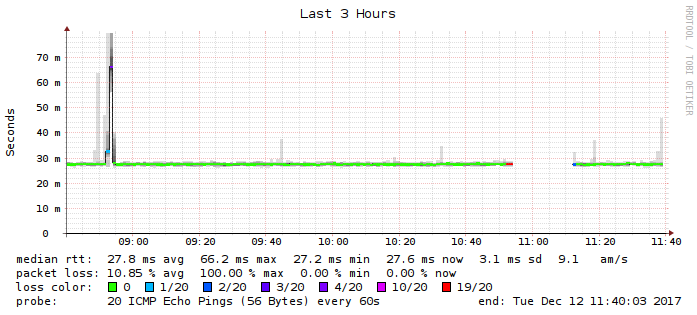 Last 3 Hours
RRDTOOL / TOBI OETIKER
Seconds
70 m
60 m
50 m
40 m
30 m
20 m
10 m
0
09:00 09:20 09:40 10:00 10:20 10:40 11:00 11:20 11:40
median rtt: 27.8 ms avg 66.2 ms max 27.2 ms min 27.6 ms now 3.1 ms sd 9.1 am/s
packet loss: 10.85 % avg 100.00 % max 0.00 % min 0.00 % now
loss color: 0 1/20 2/20 3/20 4/20 10/20 19/20
probe: 20 ICMP Echo Pings (56 Bytes) every 60s end: Tue Dec 12 11:40:03 2017